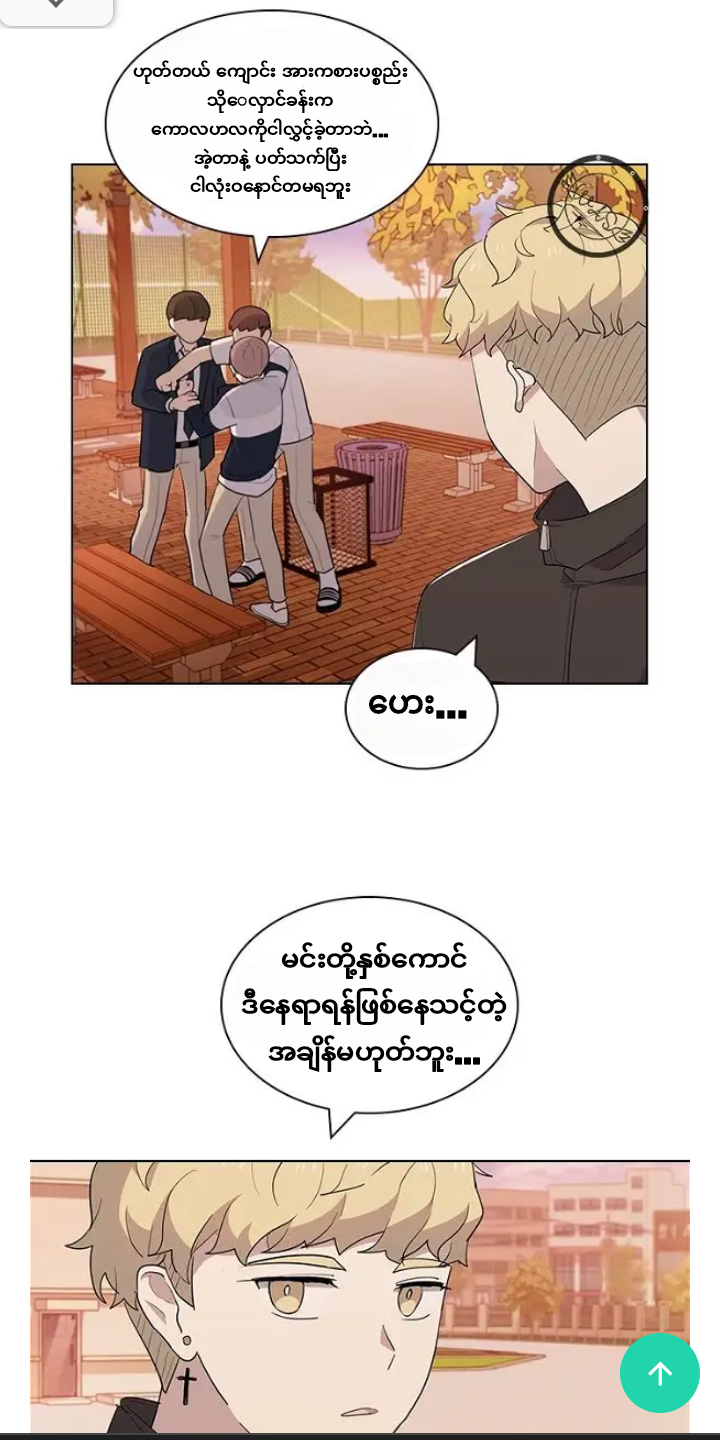 ဟုတ်တယ် ကျောင်း အားကစားပစ္စည်း
သိုေလှောင်ခန်းက
ကောလဟလကိုငါလွှင့်ခဲ့တာဘဲ...
အဲ့တာနဲ့ ပတ်သက်ပြီး
ငါလုံးဝနောင်တမရဘူး
ဟေး...
မင်းတို့နှစ်ကောင်
ဒီနေရာရန်ဖြစ်နေသင့်တဲ့
အချိန်မဟုတ်ဘူး...